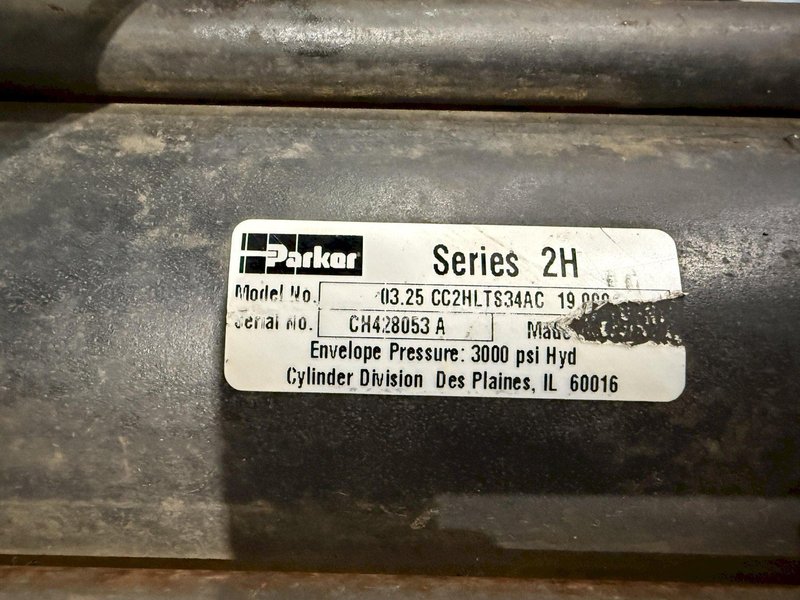 Parker Series 2H
Model No. 03.25 CC2HLTS34AC 19.000
Serial No. CH428053 A Made
Envelope Pressure: 3000 psi Hyd
Cylinder Division Des Plaines, IL 60016